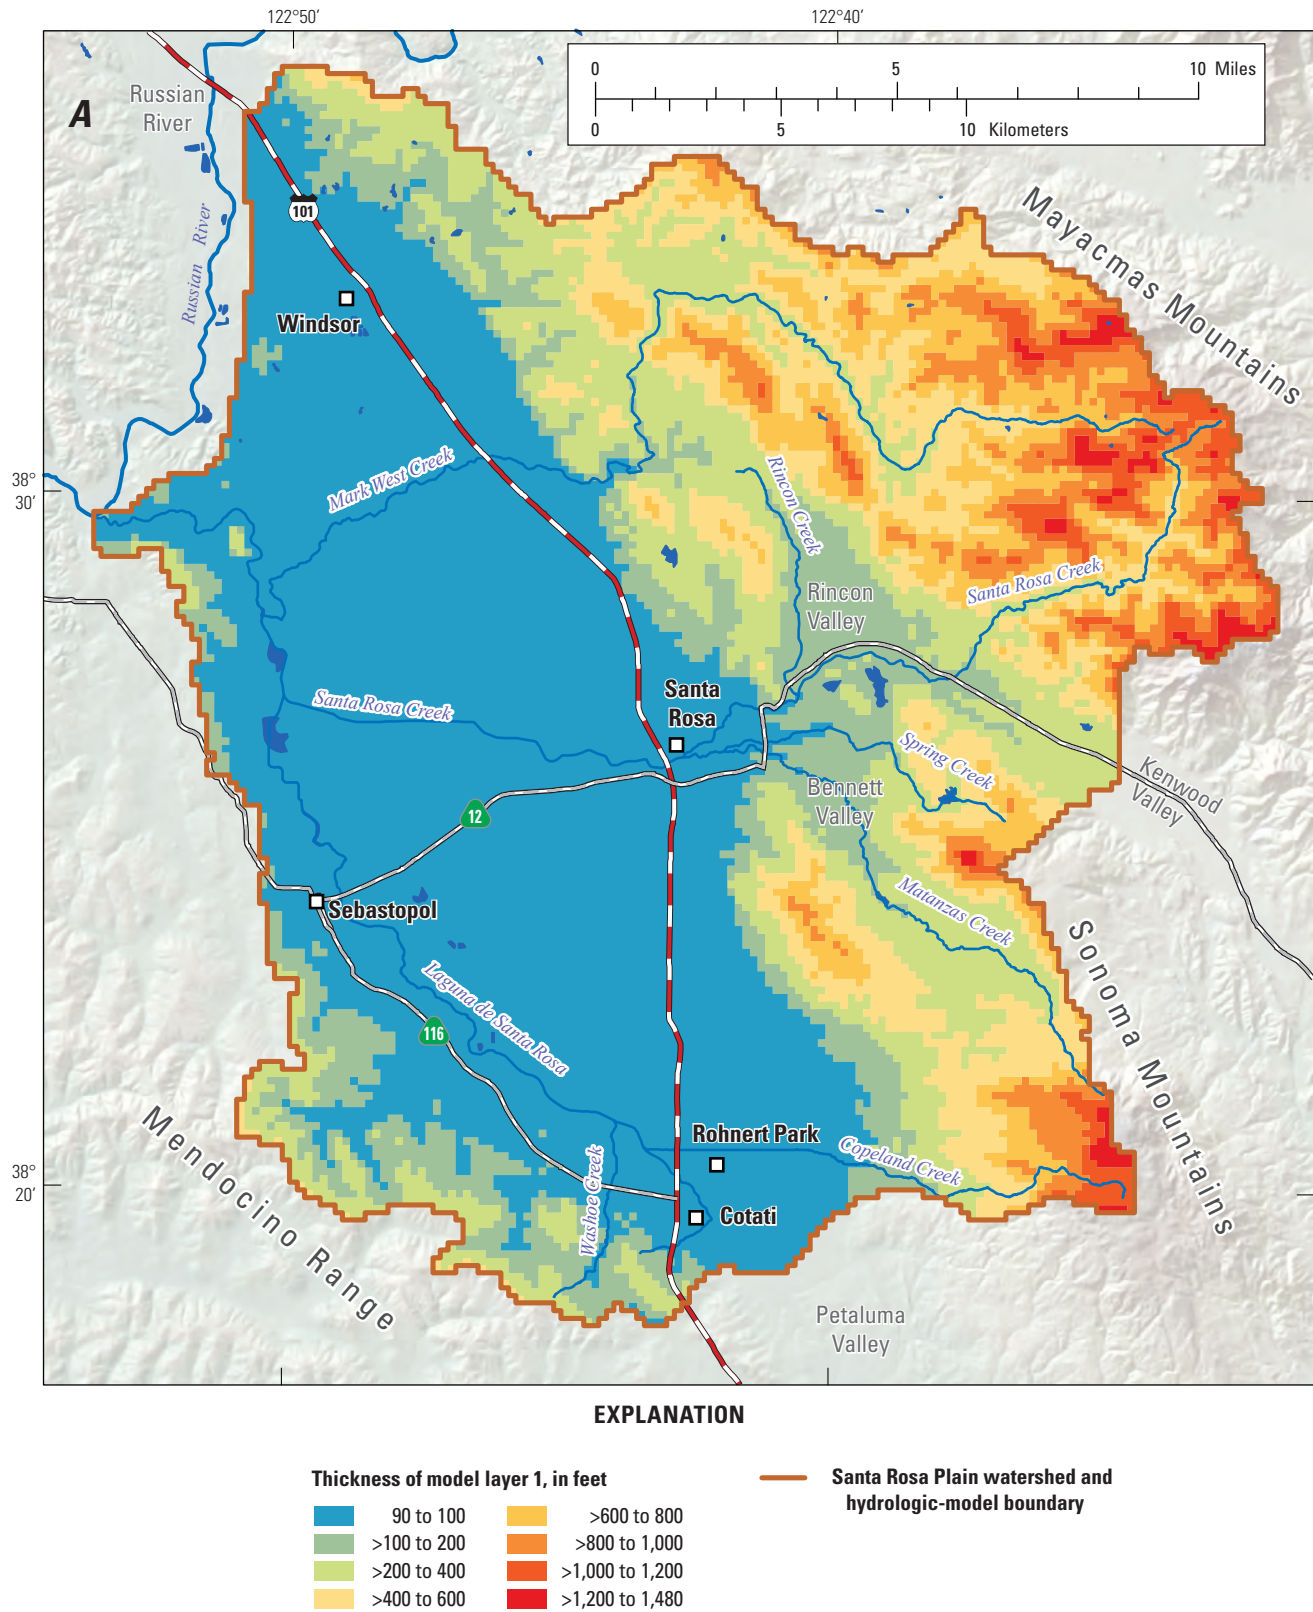 122°50′
122°40′
0
5
10 Miles
0
5
10 Kilometers
A
Russian
River
Russian River
101
Windsor
Mayacmas Mountains
38°
30′
Mark West Creek
Rincon Creek
Rincon
Valley
Santa Rosa Creek
Santa Rosa Creek
Santa
Rosa
Spring Creek
Kenwood
Valley
Bennett
Valley
12
Sebastopol
Matanzas Creek
Sonoma Mountains
Laguna de Santa Rosa
116
Mendocino Range
Rohnert Park
Copeland Creek
38°
20′
Washoe Creek
Cotati
Petaluma
Valley
EXPLANATION
Thickness of model layer 1, in feet
90 to 100
>100 to 200
>200 to 400
>400 to 600
>600 to 800
>800 to 1,000
>1,000 to 1,200
>1,200 to 1,480
Santa Rosa Plain watershed and
hydrologic-model boundary